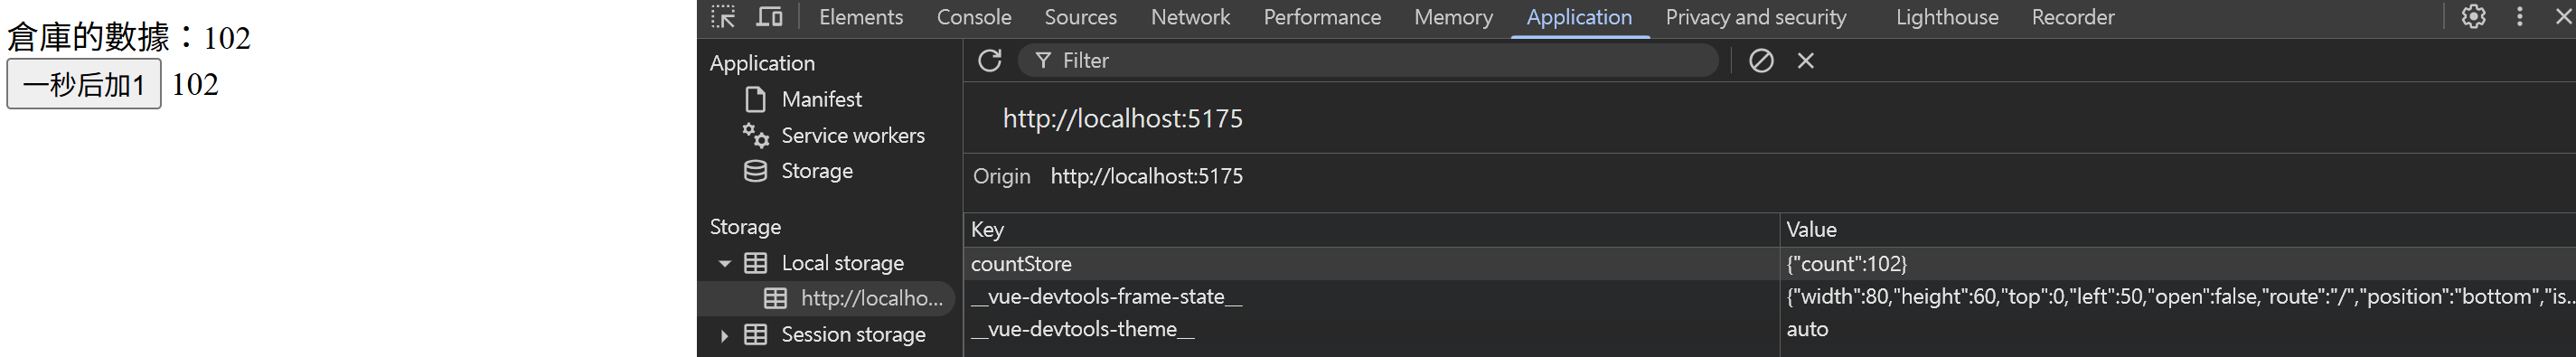 倉庫的數據：102
一秒后加1 102
Elements Console Sources Network Performance Memory Application Privacy and security Lighthouse Recorder
Filter
Application
Manifest
Service workers
Storage
Storage
Local storage
http://localho...
Session storage
http://localhost:5175
Origin http://localhost:5175
Key Value
countStore {"count":102}
__vue-devtools-frame-state__ {"width":80,"height":60,"top":0,"left":50,"open":false,"route":"/","position":"bottom","is...
__vue-devtools-theme__ auto